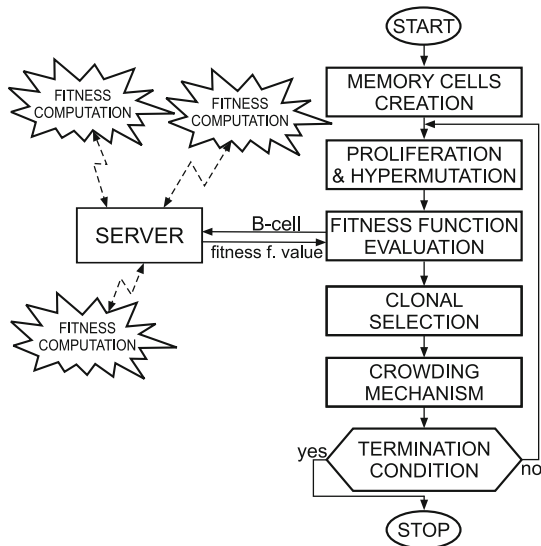 START
MEMORY CELLS
CREATION
FITNESS
COMPUTATION
FITNESS
COMPUTATION
PROLIFERATION
& HYPERMUTATION
SERVER
B-cell
fitness f. value
FITNESS FUNCTION
EVALUATION
FITNESS
COMPUTATION
CLONAL
SELECTION
CROWDING
MECHANISM
yes
TERMINATION
CONDITION
no
STOP